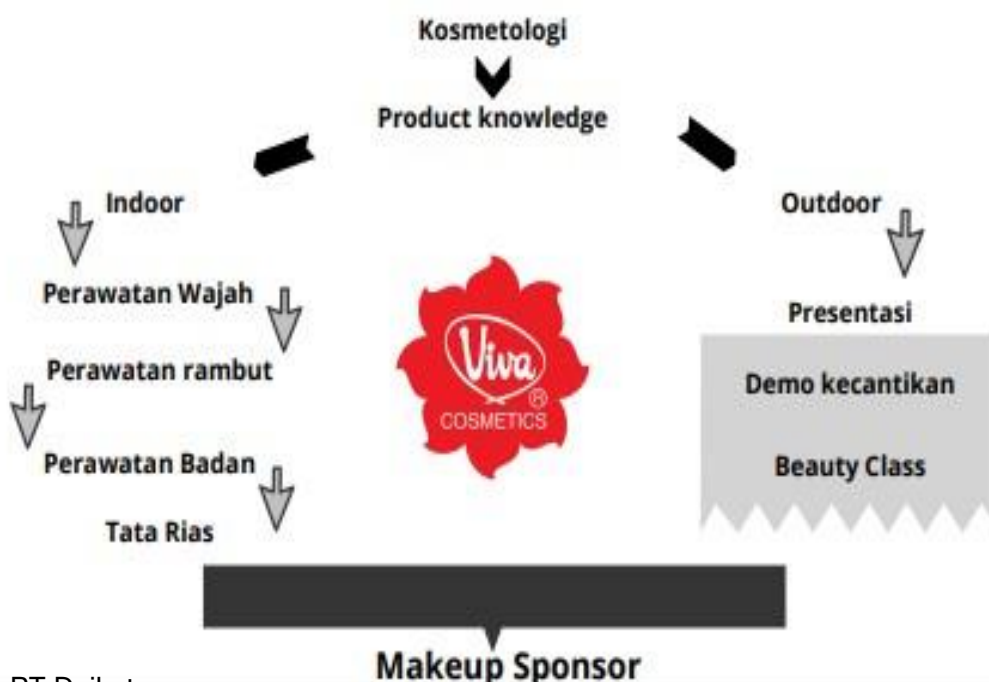 Kosmetologi
Product knowledge
Indoor
Outdoor
Perawatan Wajah
Presentasi
Perawatan rambut
Demo kecantikan
Perawatan Badan
Beauty Class
Tata Rias
Viva
®
COSMETICS
Makeup Sponsor